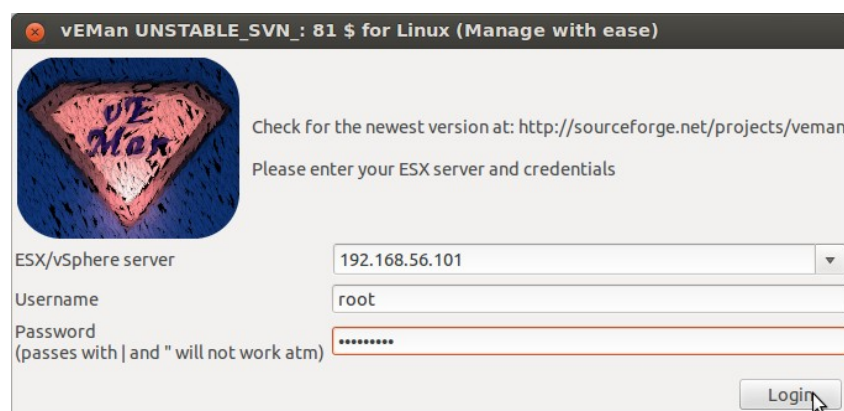 vEMan UNSTABLE_SVN_: 81 $ for Linux (Manage with ease)
vE
Man
Check for the newest version at: http://sourceforge.net/projects/veman
Please enter your ESX server and credentials
ESX/vSphere server
192.168.56.101
Username
root
Password
(passes with | and " will not work atm)
•••••••••
Login